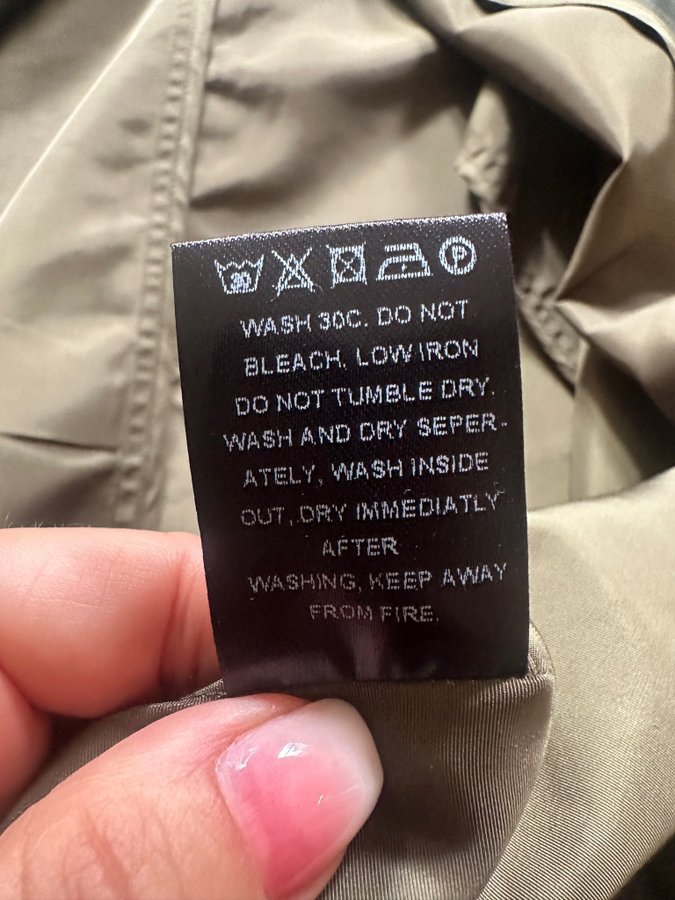 30 P
WASH 30C. DO NOT
BLEACH. LOW IRON
DO NOT TUMBLE DRY.
WASH AND DRY SEPER-
ATELY, WASH INSIDE
OUT, DRY IMMEDIATLY
AFTER
WASHING, KEEP AWAY
FROM FIRE.